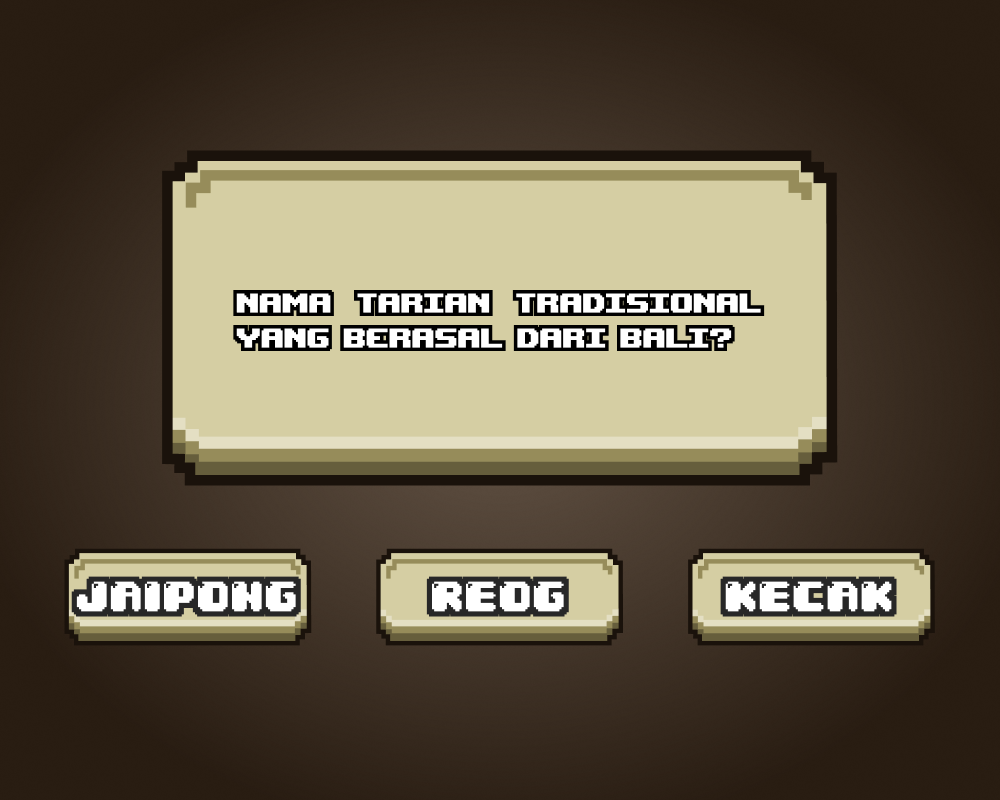 NAMA TARIAN TRADISIONAL
YANG BERASAL DARI BALI?
JAIPONG
REOG
KECAK